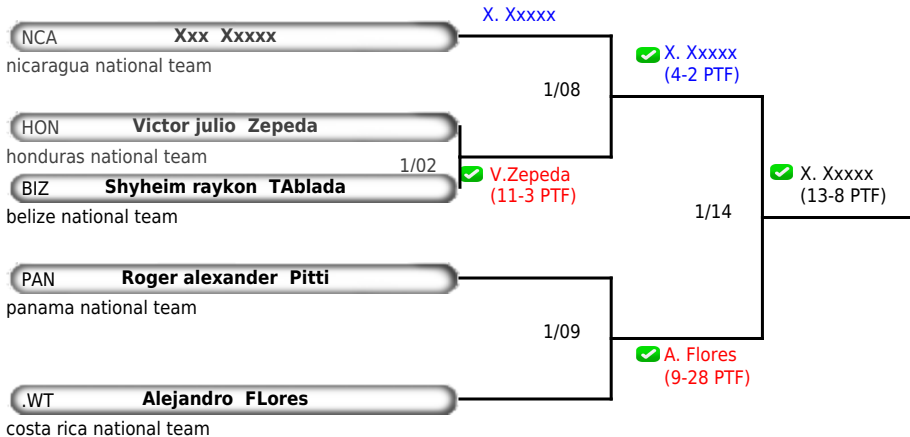 X. Xxxxx
NCA Xxx Xxxxx
nicaragua national team
X. Xxxxx
(4-2 PTF)
1/08
HON Victor julio Zepeda
honduras national team
1/02
V.Zepeda
(11-3 PTF)
BIZ Shyheim raykon TAblada
belize national team
X. Xxxxx
(13-8 PTF)
1/14
PAN Roger alexander Pitti
panama national team
1/09
A. Flores
(9-28 PTF)
.WT Alejandro FLores
costa rica national team